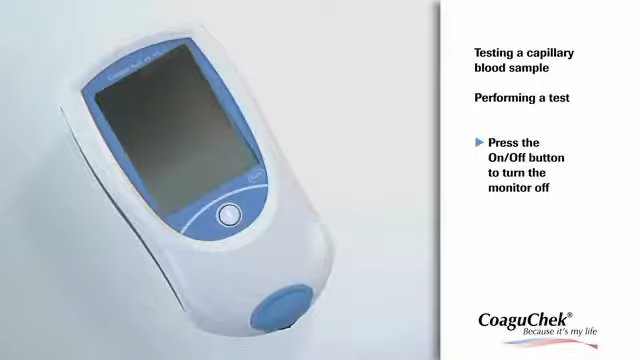 CoaguChek
Testing a capillary
blood sample
Performing a test
Press the
On/Off button
to turn the
monitor off
CoaguChek®
Because it's my life